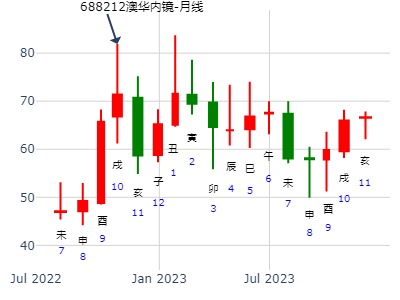 688212澳华内镜-月线
80
70
60
50
40
未
7
申
8
酉
9
戌
10
亥
11
子
12
丑
1
寅
2
卯
3
辰
4
巳
5
午
6
未
7
申
8
酉
9
戌
10
亥
11
Jul 2022
Jan 2023
Jul 2023